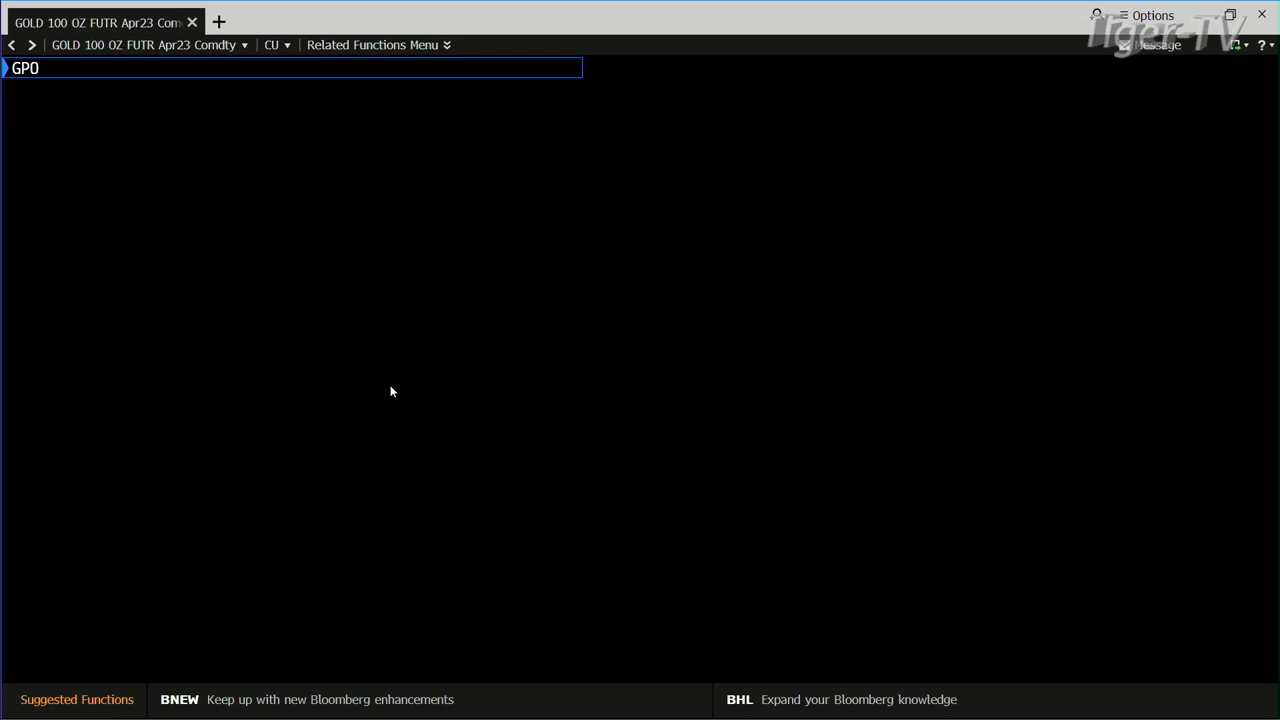 GOLD 100 OZ FUTR Apr23 Com
Options
Tiger-TV
GOLD 100 OZ FUTR Apr23 Comdty
CU
Related Functions Menu
Message
?
GPO
Suggested Functions
BNEW Keep up with new Bloomberg enhancements
BHL Expand your Bloomberg knowledge